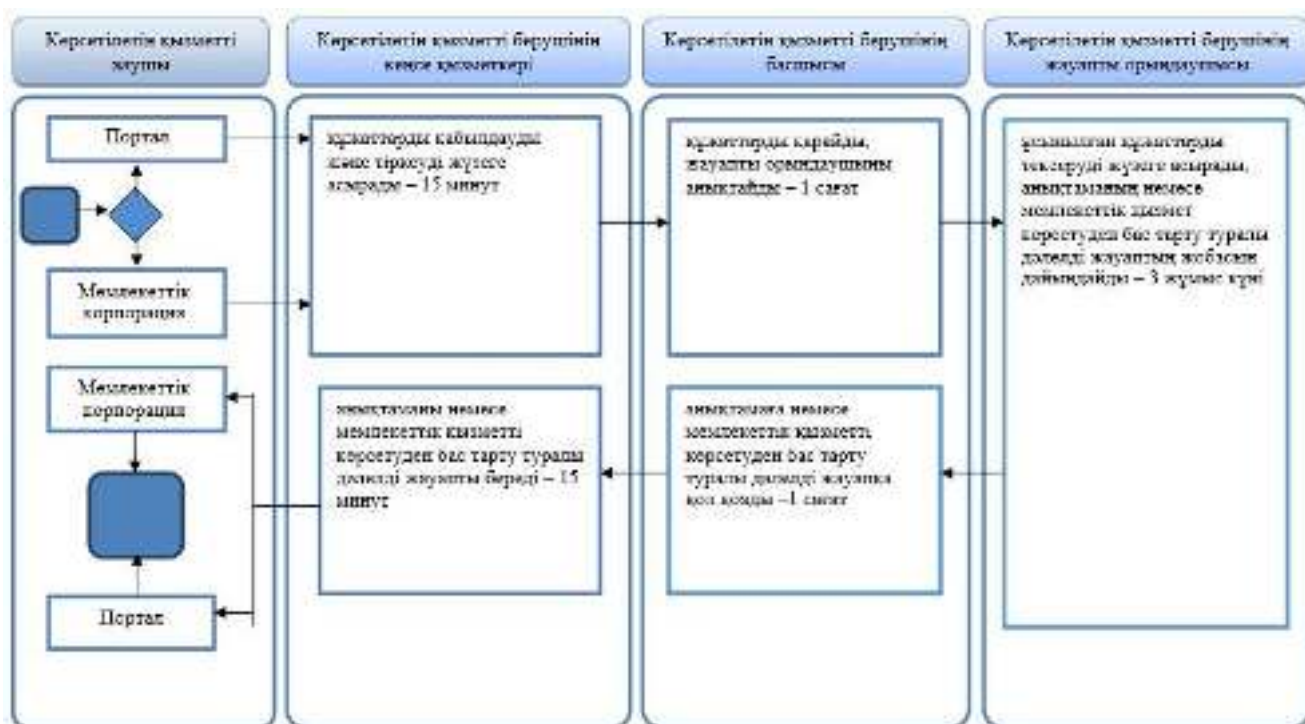 Көрсетілетін қызметті
алушы
Көрсетілетін қызметті берушінің
кеңсе қызметкері
Көрсетілетін қызметті берушінің
басшысы
Көрсетілетін қызметті берушінің
жауапты орындаушысы
Портал
Мемлекеттік
корпорация
құжаттарды қабылдауды
және тіркеуді жүзеге
асырады – 15 минут
құжаттарды қарайды,
жауапты орындаушыны
анықтайды – 1 сағат
ұсынылған құжаттарды
тексеруді жүзеге асырады,
анықтаманың немесе
мемлекеттік қызмет
көрсетуден бас тарту туралы
дәлелді жауаптың жобасын
дайындайды – 3 жұмыс күні
Мемлекеттік
корпорация
Портал
анықтаманы немесе
мемлекеттік қызметті
көрсетуден бас тарту туралы
дәлелді жауапты береді – 15
минут
анықтамаға немесе
мемлекеттік қызметті
көрсетуден бас тарту
туралы дәлелді жауапқа
қол қояды –1 сағат